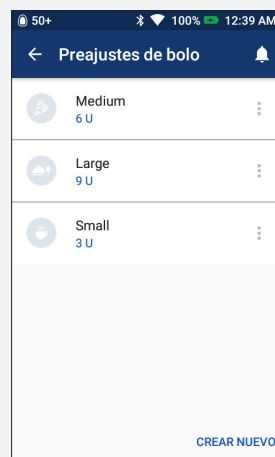 50+ 100% 12:39 AM
Preajustes de bolo
Medium
6 U
Large
9 U
Small
3 U
CREAR NUEVO